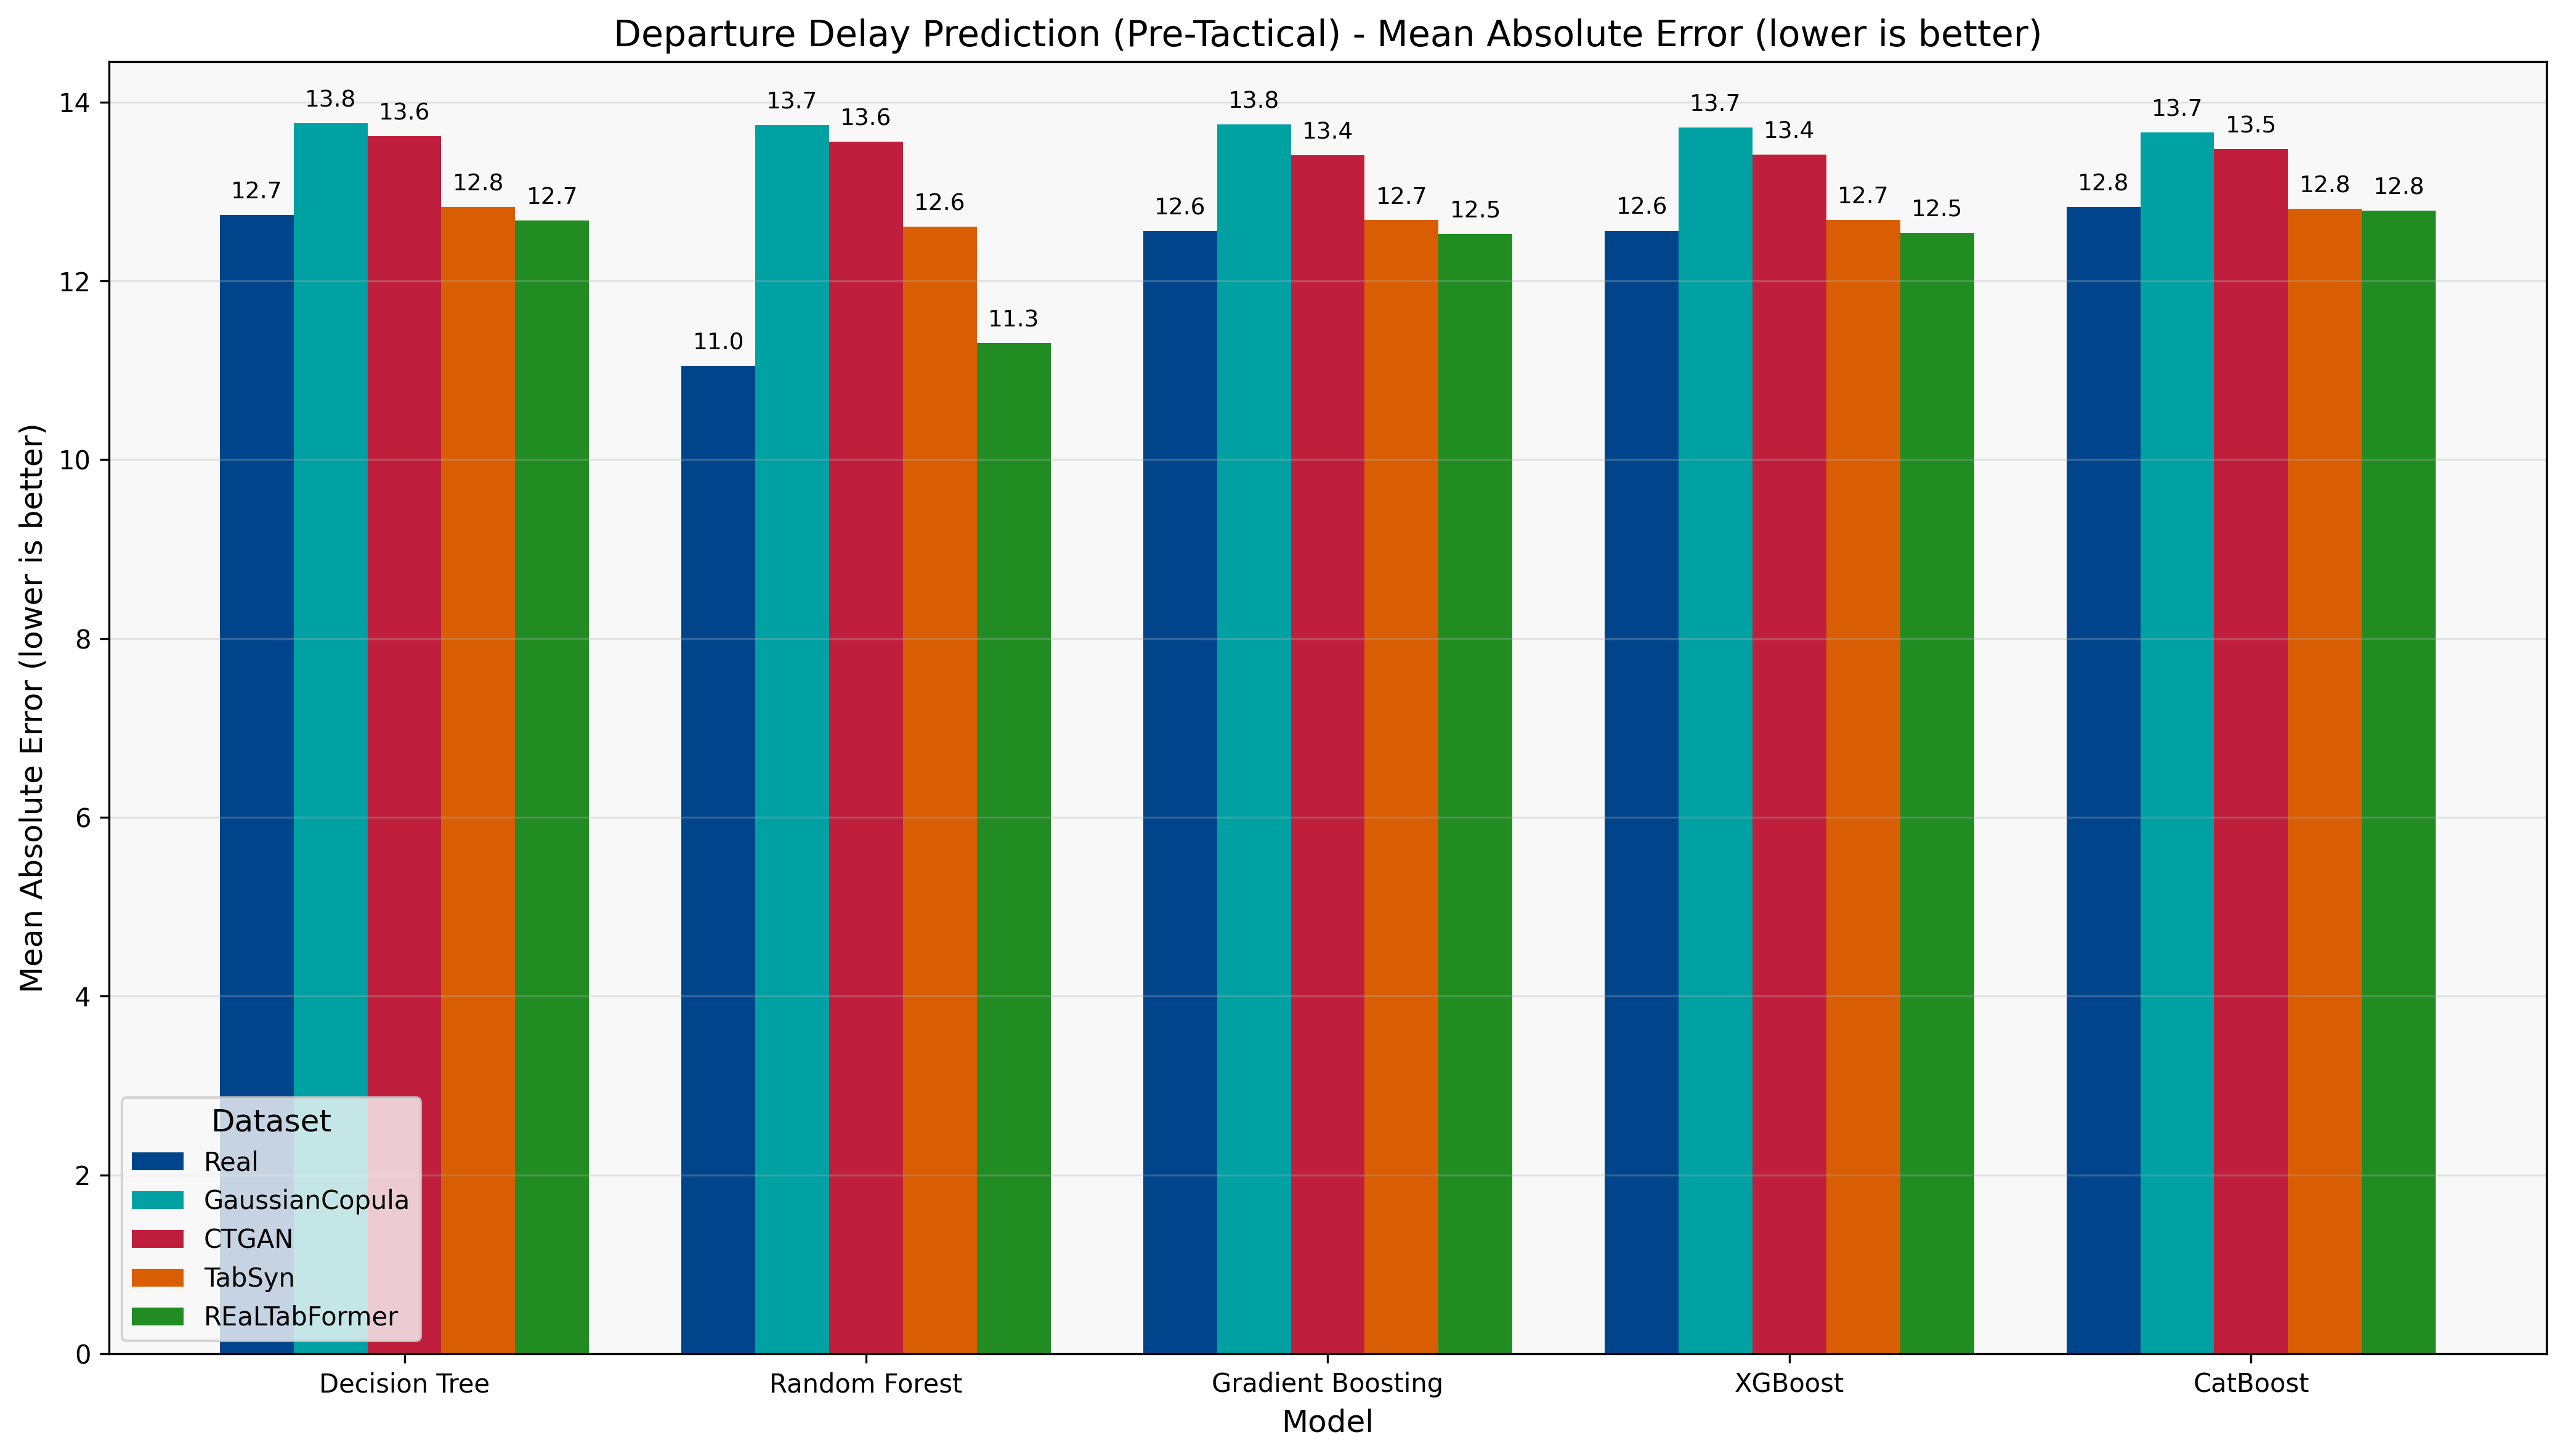 Departure Delay Prediction (Pre-Tactical) - Mean Absolute Error (lower is better)
Mean Absolute Error (lower is better)
14
12
10
8
6
4
2
0
12.7
13.8
13.6
12.8
12.7
11.0
13.7
13.6
12.6
11.3
12.6
13.8
13.4
12.7
12.5
12.6
13.7
13.4
12.7
12.5
12.8
13.7
13.5
12.8
12.8
Dataset
Real
GaussianCopula
CTGAN
TabSyn
REaLTabFormer
Decision Tree
Random Forest
Gradient Boosting
XGBoost
CatBoost
Model